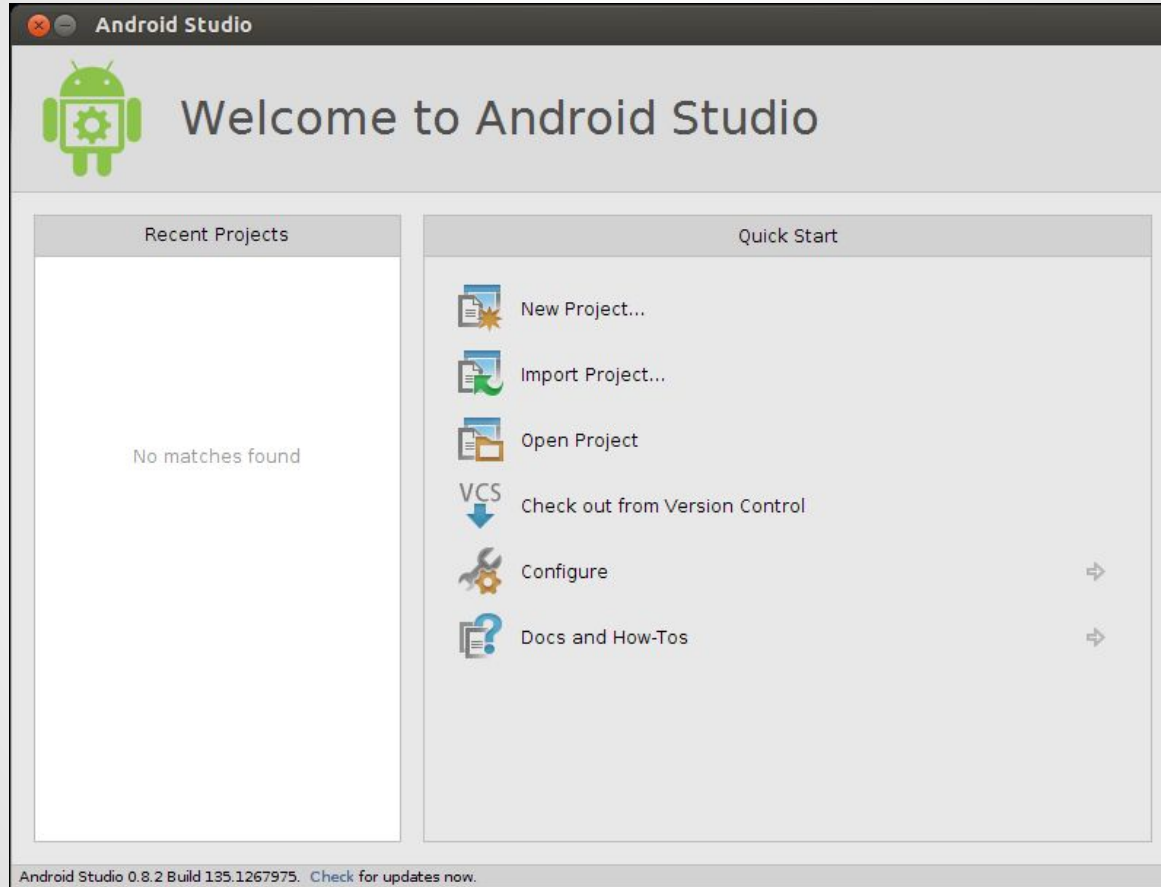 Android Studio
Welcome to Android Studio
Recent Projects
No matches found
Quick Start
New Project...
Import Project...
Open Project
VCS
Check out from Version Control
Configure
Docs and How-Tos
Android Studio 0.8.2 Build 135.1267975. Check for updates now.